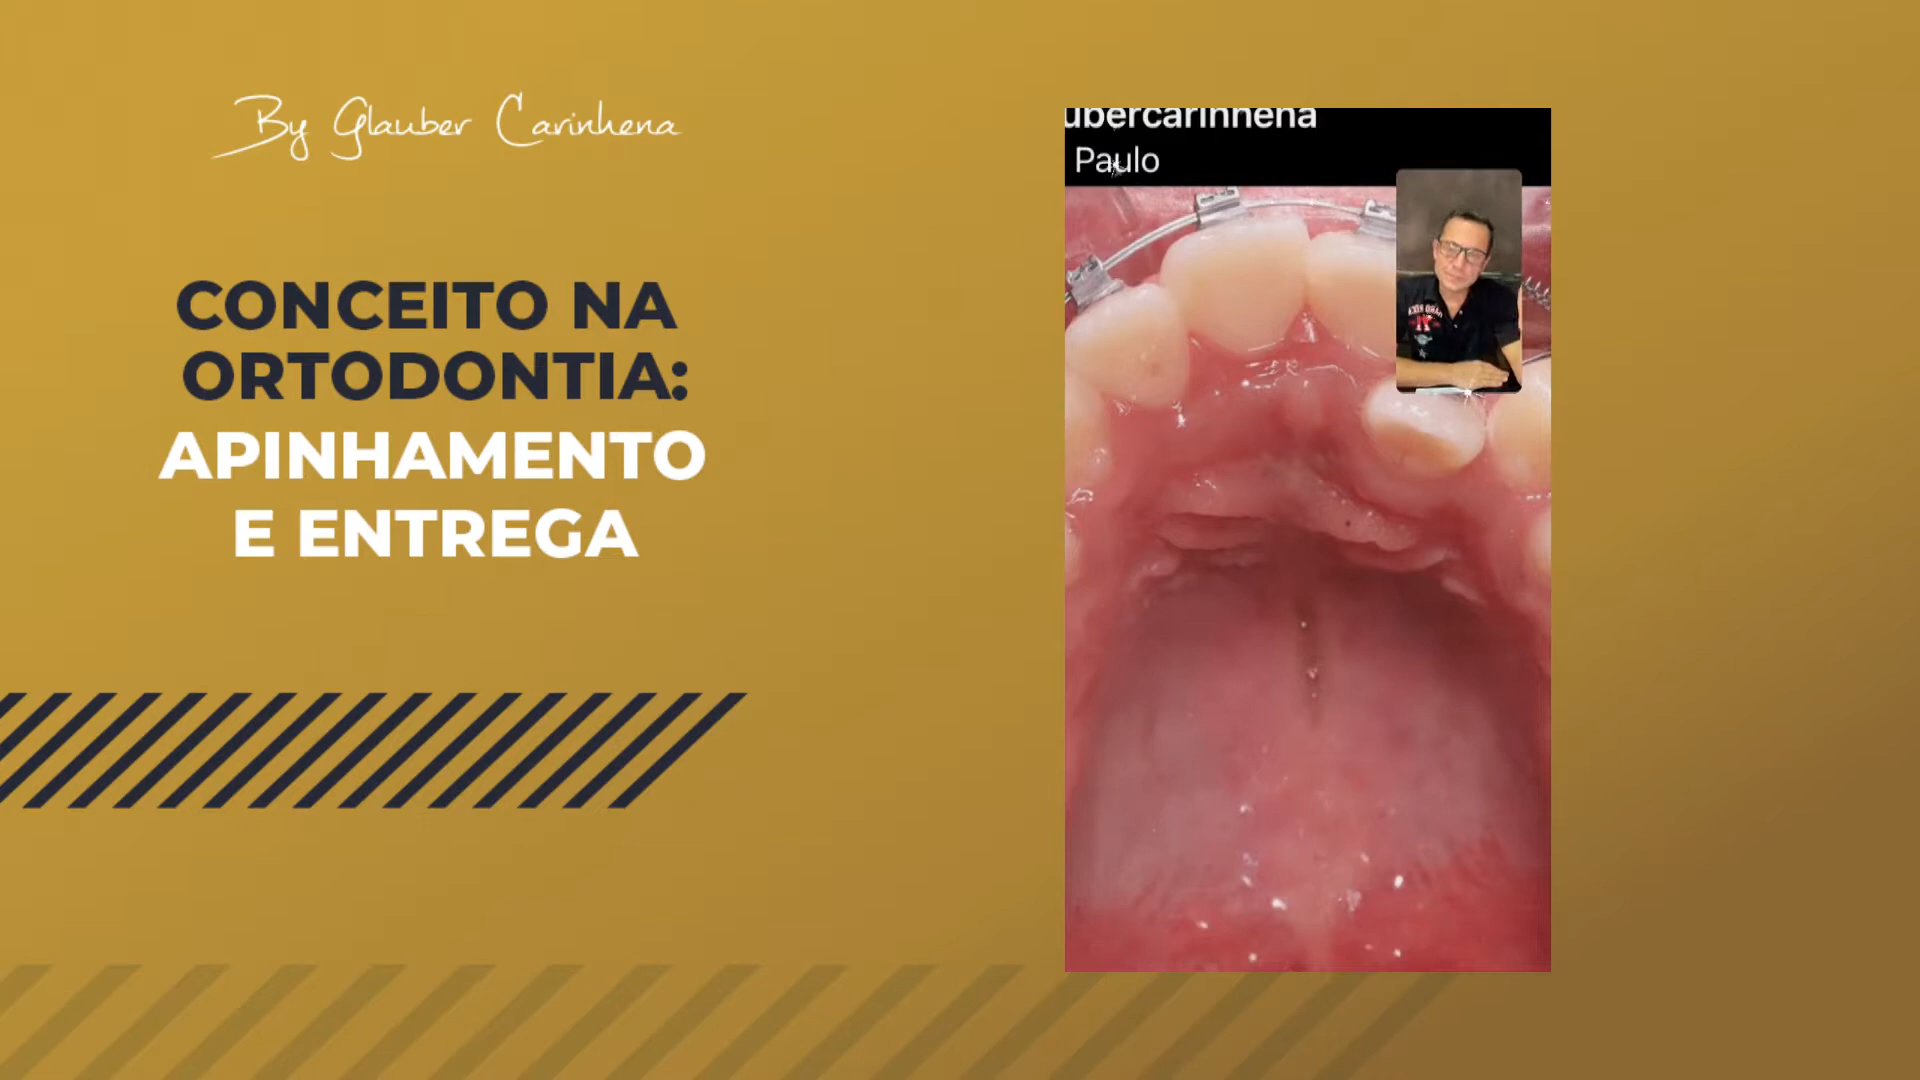 By Glauber Carinhena
CONCEITO NA
ORTODONTIA:
APINHAMENTO
E ENTREGA
ubercarinhena
Paulo